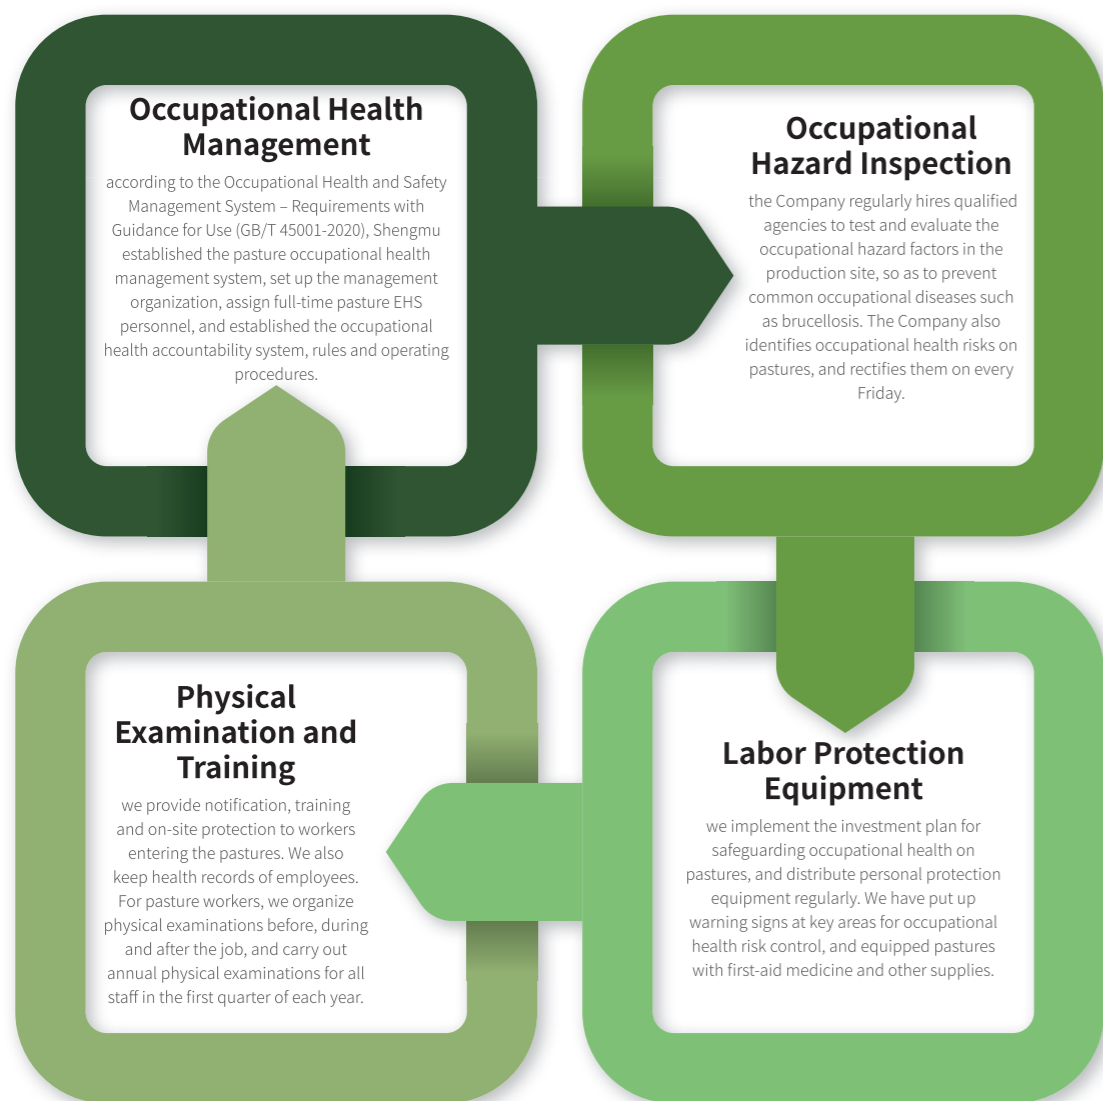 Occupational Health
Management
according to the Occupational Health and Safety
Management System – Requirements with
Guidance for Use (GB/T 45001-2020), Shengmu
established the pasture occupational health
management system, set up the management
organization, assign full-time pasture EHS
personnel, and established the occupational
health accountability system, rules and operating
procedures.
Occupational
Hazard Inspection
the Company regularly hires qualified
agencies to test and evaluate the
occupational hazard factors in the
production site, so as to prevent
common occupational diseases such
as brucellosis. The Company also
identifies occupational health risks on
pastures, and rectifies them on every
Friday.
Physical
Examination and
Training
we provide notification, training
and on-site protection to workers
entering the pastures. We also
keep health records of employees.
For pasture workers, we organize
physical examinations before, during
and after the job, and carry out
annual physical examinations for all
staff in the first quarter of each year.
Labor Protection
Equipment
we implement the investment plan for
safeguarding occupational health on
pastures, and distribute personal protection
equipment regularly. We have put up
warning signs at key areas for occupational
health risk control, and equipped pastures
with first-aid medicine and other supplies.